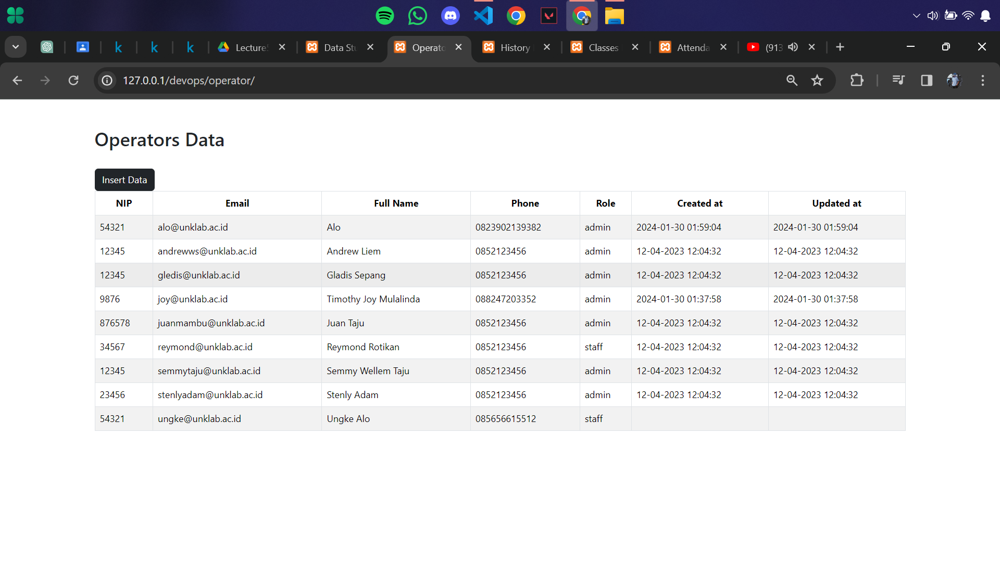 Lecture Data Stu Operato History Classes Attenda (913
127.0.0.1/devops/operator/
Operators Data
Insert Data
NIP Email Full Name Phone Role Created at Updated at
54321 alo@unklab.ac.id Alo 0823902139382 admin 2024-01-30 01:59:04 2024-01-30 01:59:04
12345 andrewws@unklab.ac.id Andrew Liem 0852123456 admin 12-04-2023 12:04:32 12-04-2023 12:04:32
12345 gledis@unklab.ac.id Gladis Sepang 0852123456 admin 12-04-2023 12:04:32 12-04-2023 12:04:32
9876 joy@unklab.ac.id Timothy Joy Mulalinda 088247203352 admin 2024-01-30 01:37:58 2024-01-30 01:37:58
876578 juanmambu@unklab.ac.id Juan Taju 0852123456 admin 12-04-2023 12:04:32 12-04-2023 12:04:32
34567 reymond@unklab.ac.id Reymond Rotikan 0852123456 staff 12-04-2023 12:04:32 12-04-2023 12:04:32
12345 semmytaju@unklab.ac.id Semmy Wellem Taju 0852123456 admin 12-04-2023 12:04:32 12-04-2023 12:04:32
23456 stenlyadam@unklab.ac.id Stenly Adam 0852123456 admin 12-04-2023 12:04:32 12-04-2023 12:04:32
54321 ungke@unklab.ac.id Ungke Alo 085656615512 staff